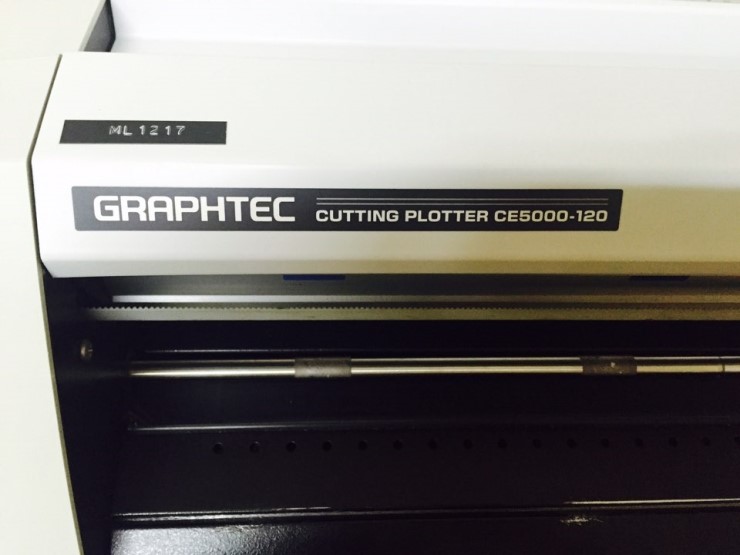 ML 1217
GRAPHTEC CUTTING PLOTTER CE5000-120